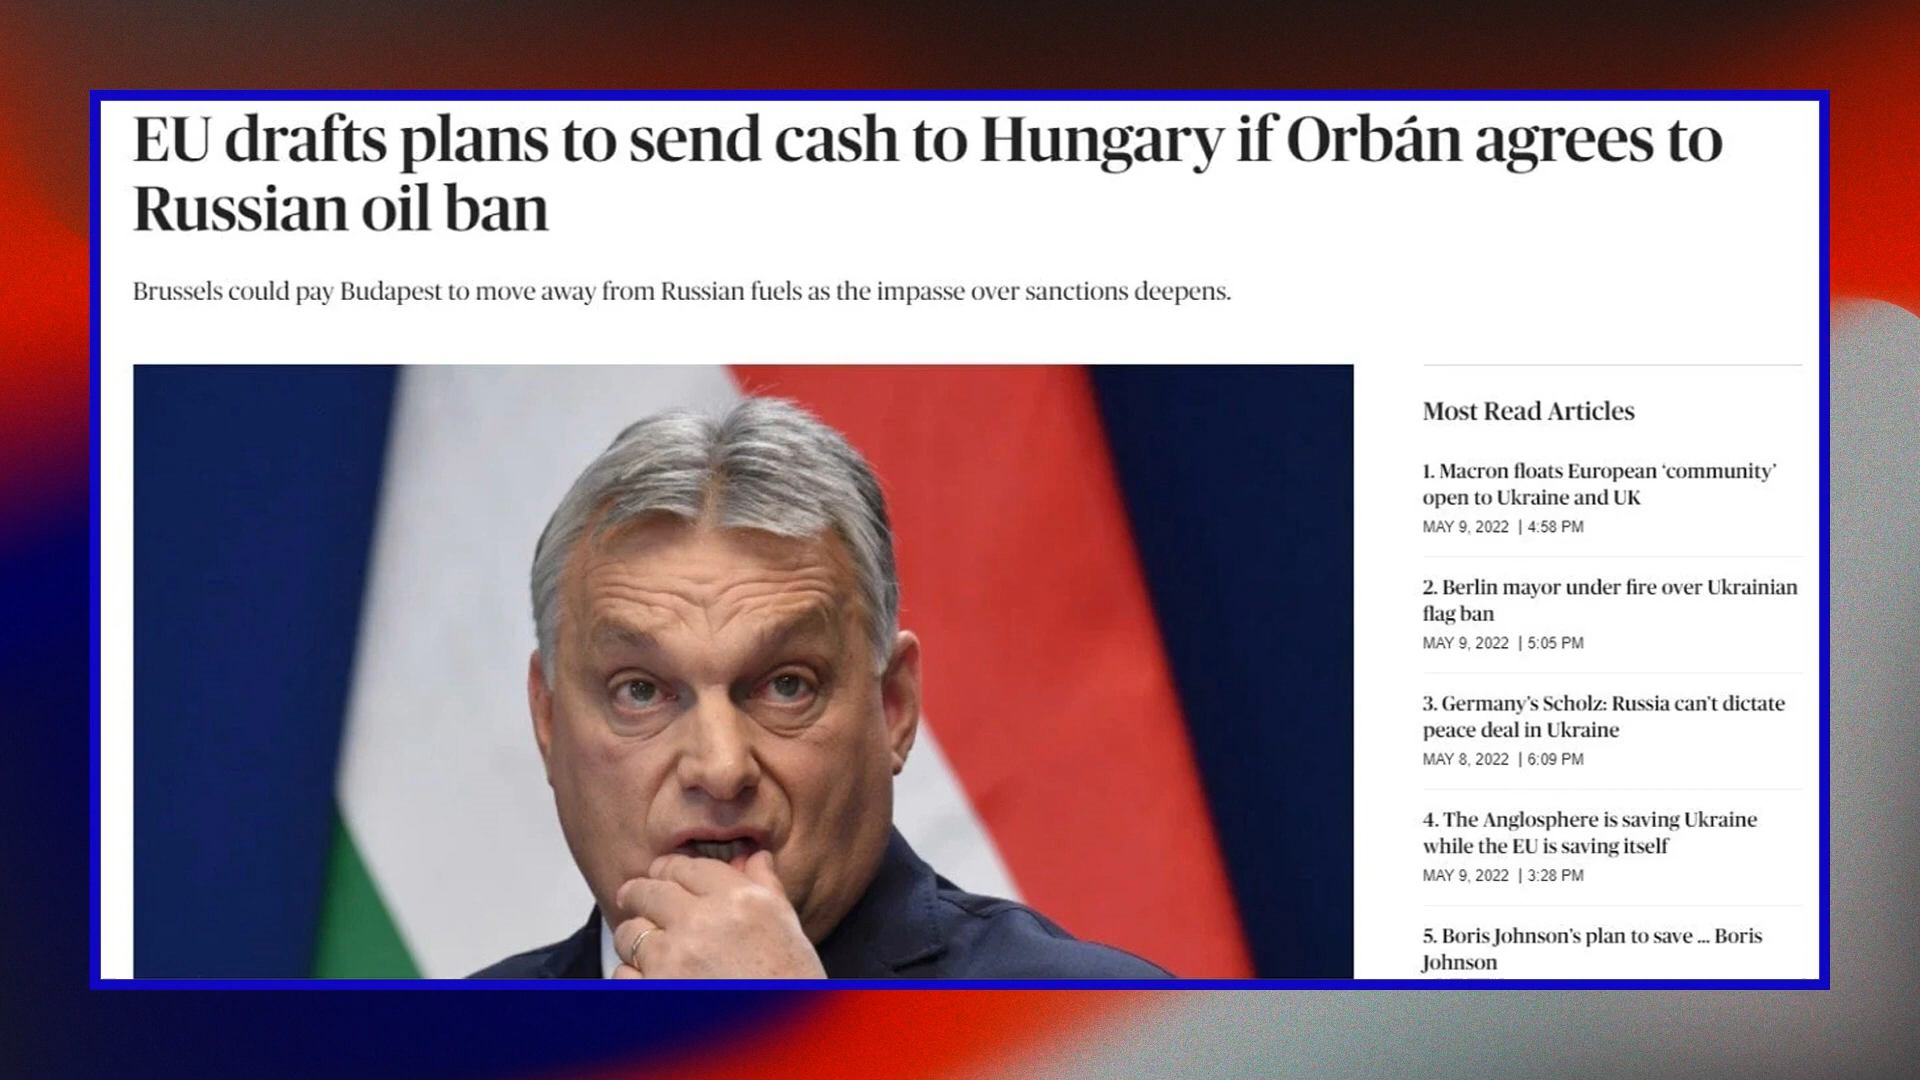 EU drafts plans to send cash to Hungary if Orbán agrees to
Russian oil ban
Brussels could pay Budapest to move away from Russian fuels as the impasse over sanctions deepens.
Most Read Articles
1. Macron floats European ‘community’
open to Ukraine and UK
MAY 9, 2022 | 4:58 PM
2. Berlin mayor under fire over Ukrainian
flag ban
MAY 9, 2022 | 5:05 PM
3. Germany’s Scholz: Russia can’t dictate
peace deal in Ukraine
MAY 8, 2022 | 6:09 PM
4. The Anglosphere is saving Ukraine
while the EU is saving itself
MAY 9, 2022 | 3:28 PM
5. Boris Johnson’s plan to save ... Boris
Johnson